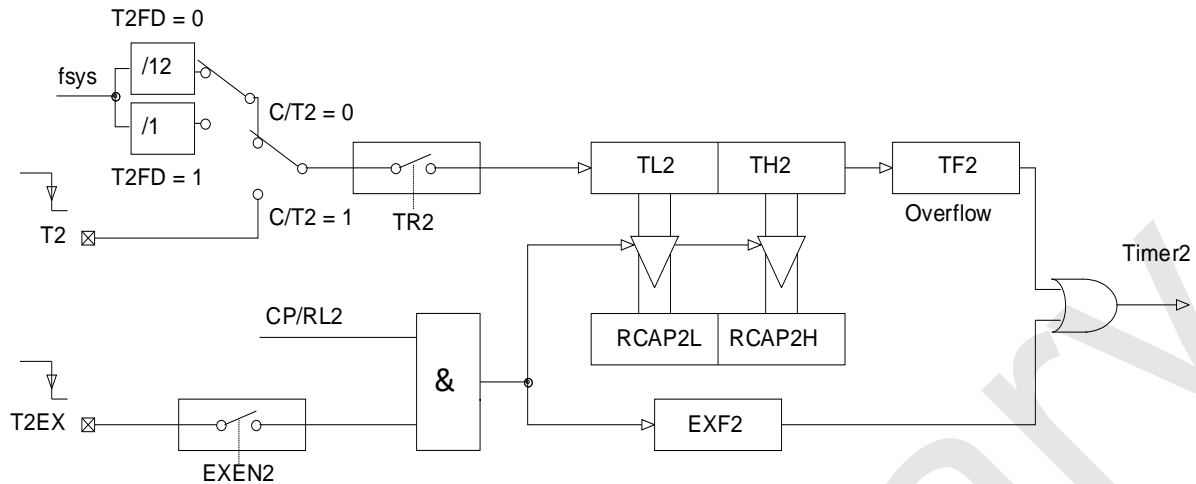 T2FD = 0
/12
fsys
C/T2 = 0
/1
T2FD = 1
TL2
TH2
TF2
C/T2 = 1
TR2
Overflow
T2
Timer2
CP/RL2
RCAP2L
RCAP2H
&
T2EX
EXF2
EXEN2